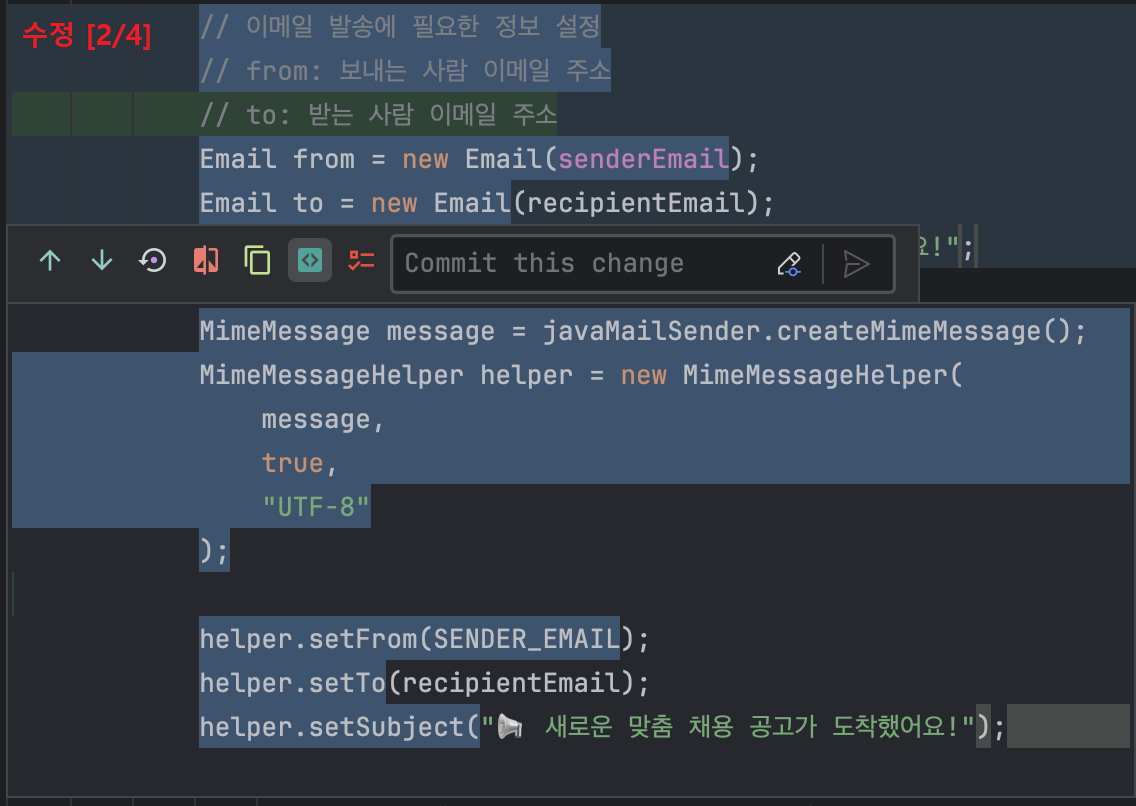 수정 [2/4]
// 이메일 발송에 필요한 정보 설정
// from: 보내는 사람 이메일 주소
// to: 받는 사람 이메일 주소
Email from = new Email(senderEmail);
Email to = new Email(recipientEmail);
!";
Commit this change
MimeMessage message = javaMailSender.createMimeMessage();
MimeMessageHelper helper = new MimeMessageHelper(
message,
true,
"UTF-8"
);
helper.setFrom(SENDER_EMAIL);
helper.setTo(recipientEmail);
helper.setSubject("📢 새로운 맞춤 채용 공고가 도착했어요!");